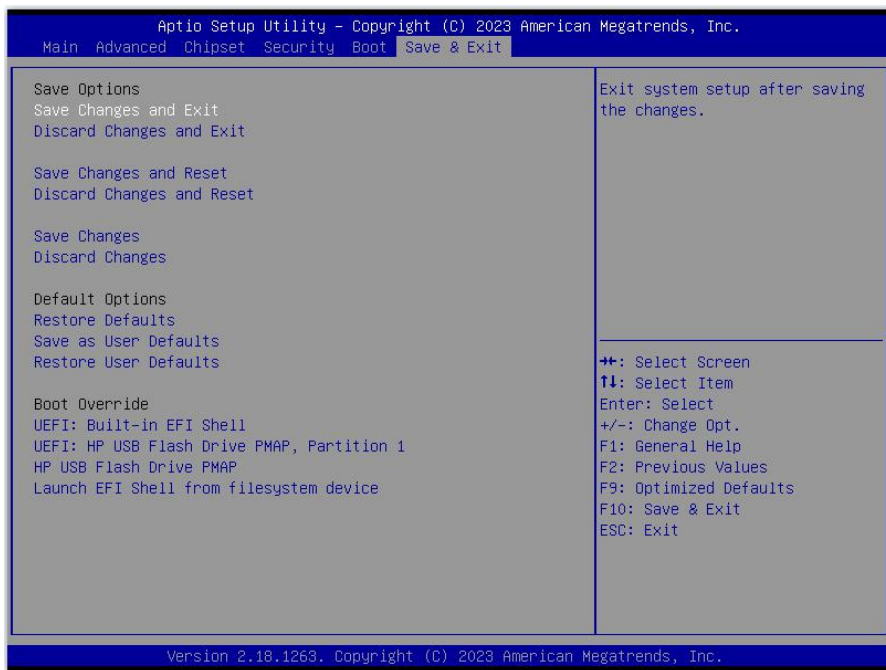 Aptio Setup Utility – Copyright (C) 2023 American Megatrends, Inc.
Main Advanced Chipset Security Boot Save & Exit
Save Options
Save Changes and Exit
Discard Changes and Exit
Save Changes and Reset
Discard Changes and Reset
Save Changes
Discard Changes
Default Options
Restore Defaults
Save as User Defaults
Restore User Defaults
Boot Override
UEFI: Built-in EFI Shell
UEFI: HP USB Flash Drive PMAP, Partition 1
HP USB Flash Drive PMAP
Launch EFI Shell from filesystem device
Exit system setup after saving
the changes.
→←: Select Screen
↑↓: Select Item
Enter: Select
+/-: Change Opt.
F1: General Help
F2: Previous Values
F9: Optimized Defaults
F10: Save & Exit
ESC: Exit
Version 2.18.1263. Copyright (C) 2023 American Megatrends, Inc.